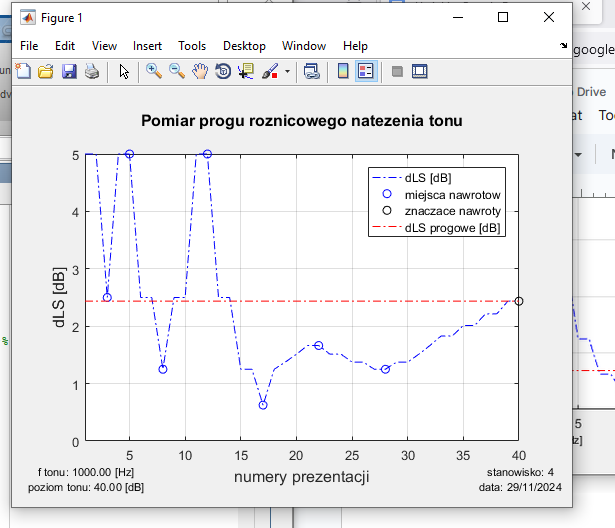 Figure 1
File Edit View Insert Tools Desktop Window Help
Pomiar progu roznicowego natezenia tonu
dLS [dB]
5
4
3
2
1
0
dLS [dB]
miejsca nawrotow
znaczace nawroty
dLS progowe [dB]
5 10 15 20 25 30 35 40
numery prezentacji
f tonu: 1000.00 [Hz]
poziom tonu: 40.00 [dB]
stanowisko: 4
data: 29/11/2024
google
Drive
%
5